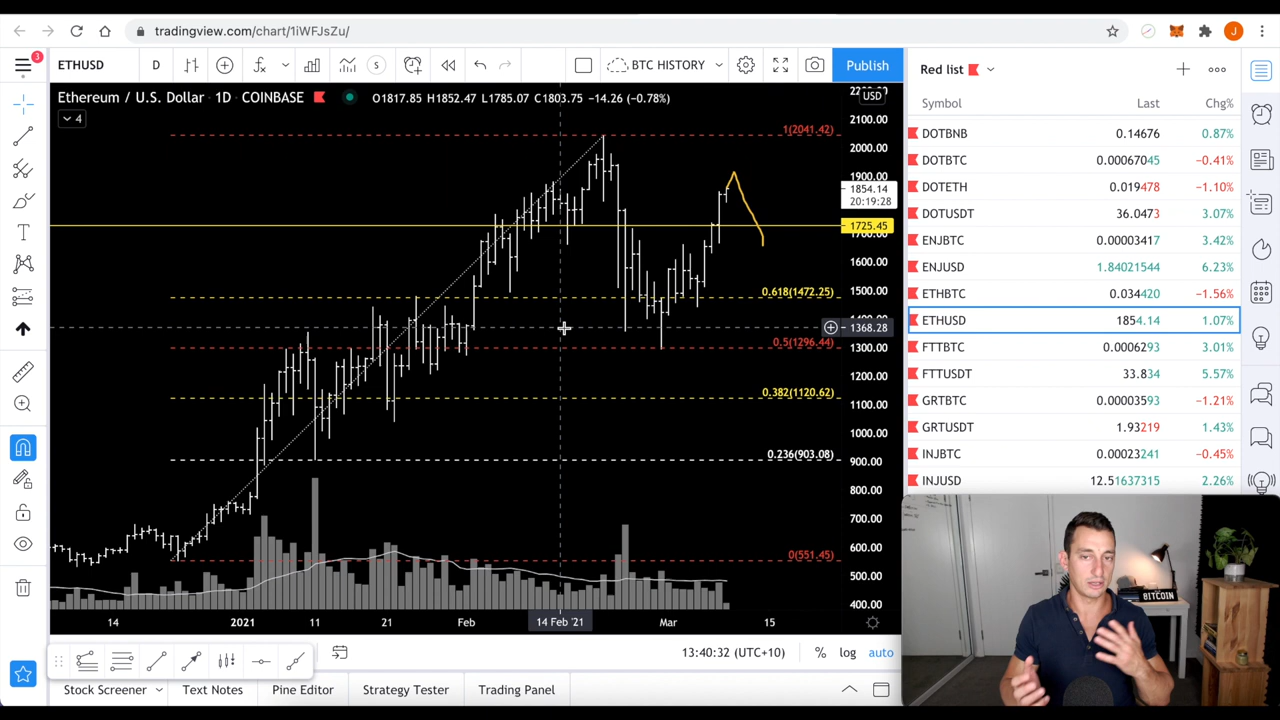 tradingview.com/chart/1iWFJsZu/
J
3
ETHUSD
D
S
BTC HISTORY
Publish
Red list
Ethereum / U.S. Dollar · 1D · COINBASE
O1817.85 H1852.47 L1785.07 C1803.75 −14.26 (−0.78%)
4
USD
Symbol Last Chg%
DOTBNB 0.14676 0.87%
DOTBTC 0.00067045 −0.41%
DOTETH 0.019478 −1.10%
DOTUSDT 36.0473 3.07%
ENJBTC 0.00003417 3.42%
ENJUSD 1.84021544 6.23%
ETHBTC 0.034420 −1.56%
ETHUSD 1854.14 1.07%
FTTBTC 0.0006293 3.01%
FTTUSDT 33.834 5.57%
GRTBTC 0.00003593 −1.21%
GRTUSDT 1.93219 1.43%
INJBTC 0.00023241 −0.45%
INJUSD 12.51637315 2.26%
2100.00
1(2041.42)
2000.00
1900.00
1854.14
20:19:28
1725.45
1600.00
0.618(1472.25)
1500.00
1368.28
0.5(1296.44)
1300.00
1200.00
0.382(1120.62)
1100.00
1000.00
0.236(903.08)
900.00
800.00
700.00
0(551.45)
600.00
500.00
400.00
14 2021 11 21 Feb 14 Feb '21 Mar 15
13:40:32 (UTC+10) % log auto
Stock Screener Text Notes Pine Editor Strategy Tester Trading Panel
BITCOIN